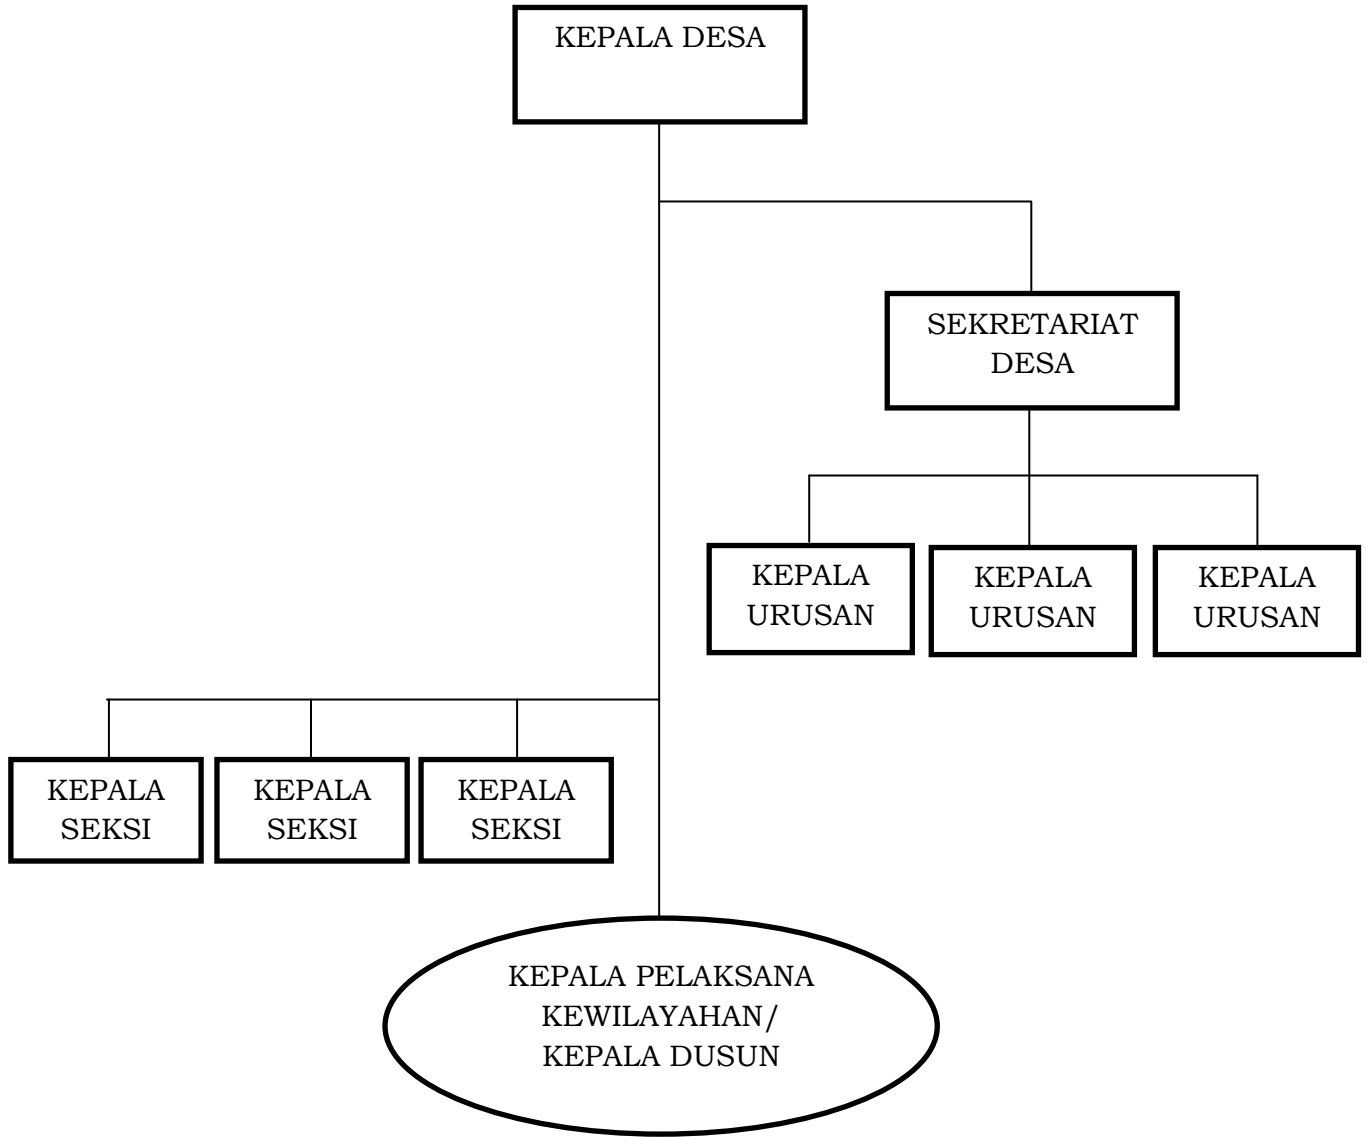 KEPALA DESA
SEKRETARIAT
DESA
KEPALA
URUSAN
KEPALA
URUSAN
KEPALA
URUSAN
KEPALA
SEKSI
KEPALA
SEKSI
KEPALA
SEKSI
KEPALA PELAKSANA
KEWILAYAHAN/
KEPALA DUSUN